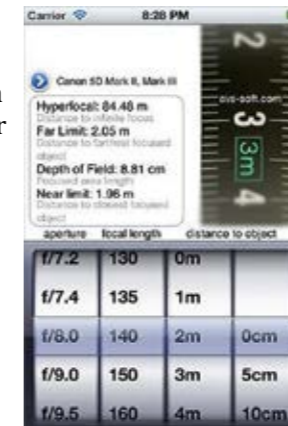 Carrier 8:28 PM
Canon 5D Mark II, Mark III
Hyperfocal: 84.48 m
Distance to infinite focus
Far Limit: 2.05 m
Distance to farthest focused
object
Depth of Field: 8.81 cm
Focused area length
Near limit: 1.96 m
Distance to closest focused
object
2
3
3m
4
aperture focal length distance to object
f/7.2 130 0m
f/7.4 135 1m
f/8.0 140 2m 0cm
f/9.0 150 3m 5cm
f/9.5 160 4m 10cm